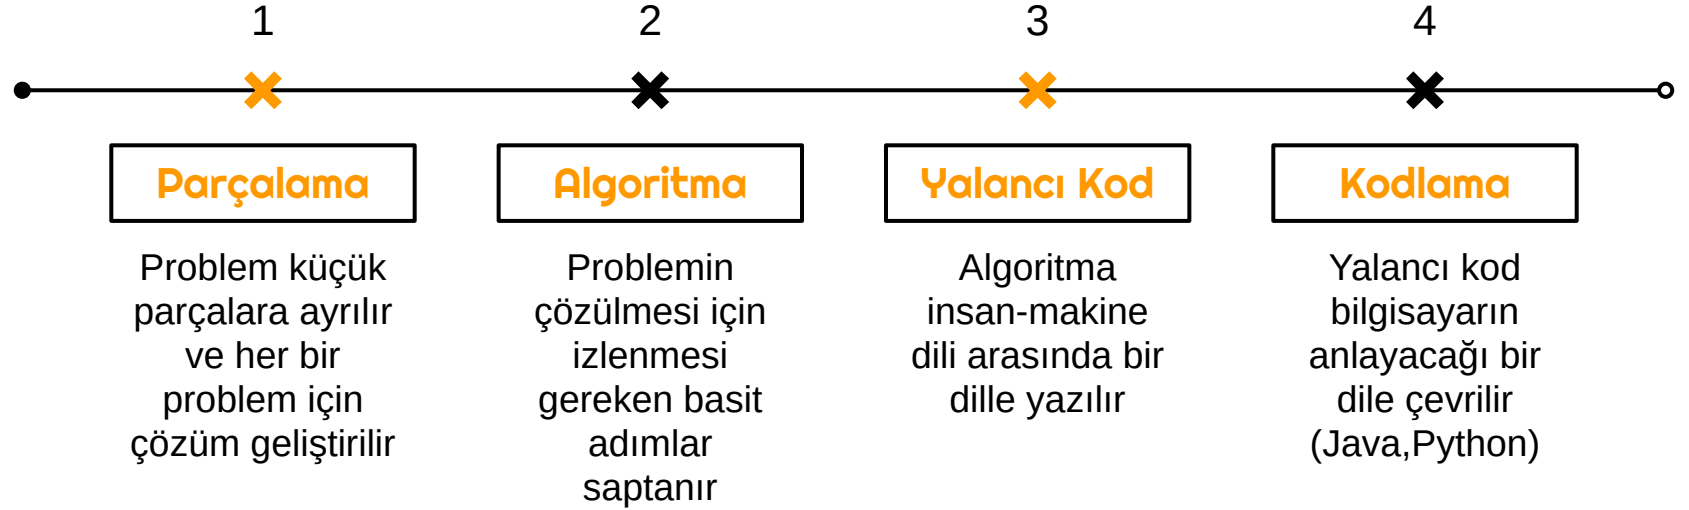 1
2
3
4
Parçalama
Algoritma
Yalancı Kod
Kodlama
Problem küçük
parçalara ayrılır
ve her bir
problem için
çözüm geliştirilir
Problemin
çözülmesi için
izlenmesi
gereken basit
adımlar
saptanır
Algoritma
insan-makine
dili arasında bir
dille yazılır
Yalancı kod
bilgisayarın
anlayacağı bir
dile çevrilir
(Java,Python)